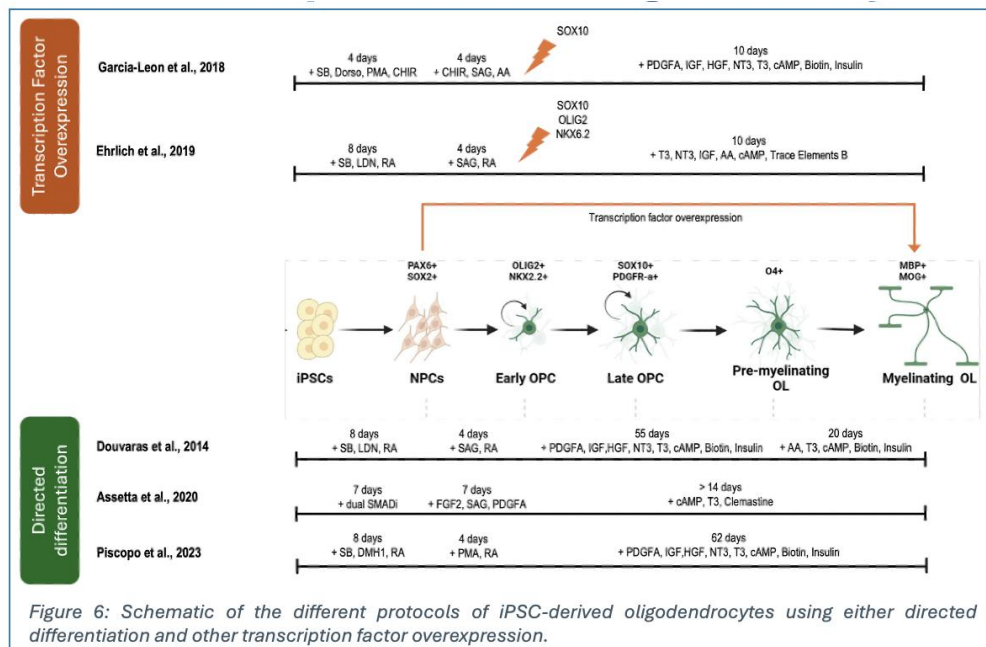 Transcription Factor
Overexpression
SOX10
Garcia-Leon et al., 2018
4 days
+ SB, Dorso, PMA, CHIR
4 days
+ CHIR, SAG, AA
10 days
+ PDGFA, IGF, HGF, NT3, T3, cAMP, Biotin, Insulin
SOX10
OLIG2
NKX6.2
Ehrlich et al., 2019
8 days
+ SB, LDN, RA
4 days
+ SAG, RA
10 days
+ T3, NT3, IGF, AA, cAMP, Trace Elements B
Transcription factor overexpression
PAX6+
SOX2+
OLIG2+
NKX2.2+
SOX10+
PDGFR-a+
O4+
MBP+
MOG+
iPSCs
NPCs
Early OPC
Late OPC
Pre-myelinating
OL
Myelinating OL
Directed
differentiation
Douvaras et al., 2014
8 days
+ SB, LDN, RA
4 days
+ SAG, RA
55 days
+ PDGFA, IGF,HGF, NT3, T3, cAMP, Biotin, Insulin
20 days
+ AA, T3, cAMP, Biotin, Insulin
Assetta et al., 2020
7 days
+ dual SMADi
7 days
+ FGF2, SAG, PDGFA
> 14 days
+ cAMP, T3, Clemastine
Piscopo et al., 2023
8 days
+ SB, DMH1, RA
4 days
+ PMA, RA
62 days
+ PDGFA, IGF,HGF, NT3, T3, cAMP, Biotin, Insulin
Figure 6: Schematic of the different protocols of iPSC-derived oligodendrocytes using either directed
differentiation and other transcription factor overexpression.